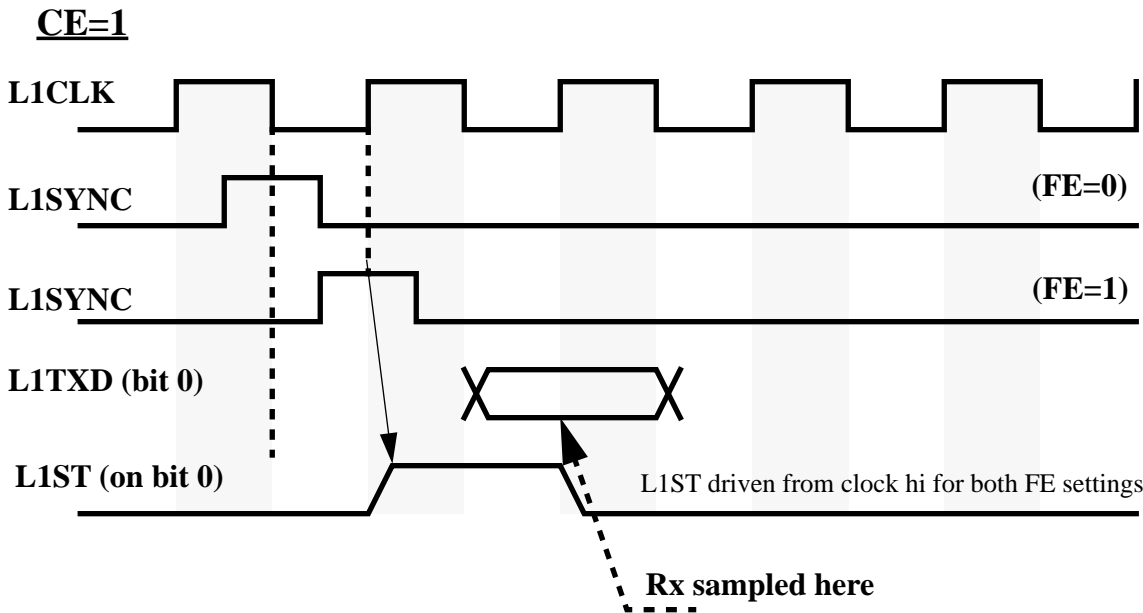 CE=1
L1CLK
L1SYNC
(FE=0)
L1SYNC
(FE=1)
L1TXD (bit 0)
L1ST (on bit 0)
L1ST driven from clock hi for both FE settings
Rx sampled here